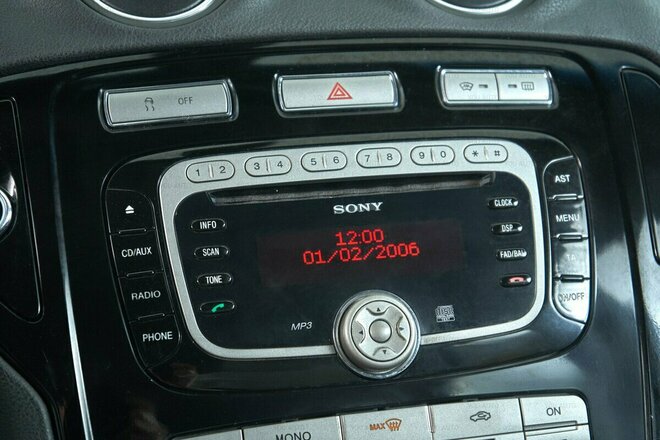 OFF
1 2 3 4 5 6 7 8 9 0 * #
SONY
INFO
SCAN
TONE
CLOCK
DSP
FAD/BAL
12:00
01/02/2006
MP3
CD/AUX
RADIO
PHONE
AST
MENU
TA
ON/OFF
MONO
MAX
ON